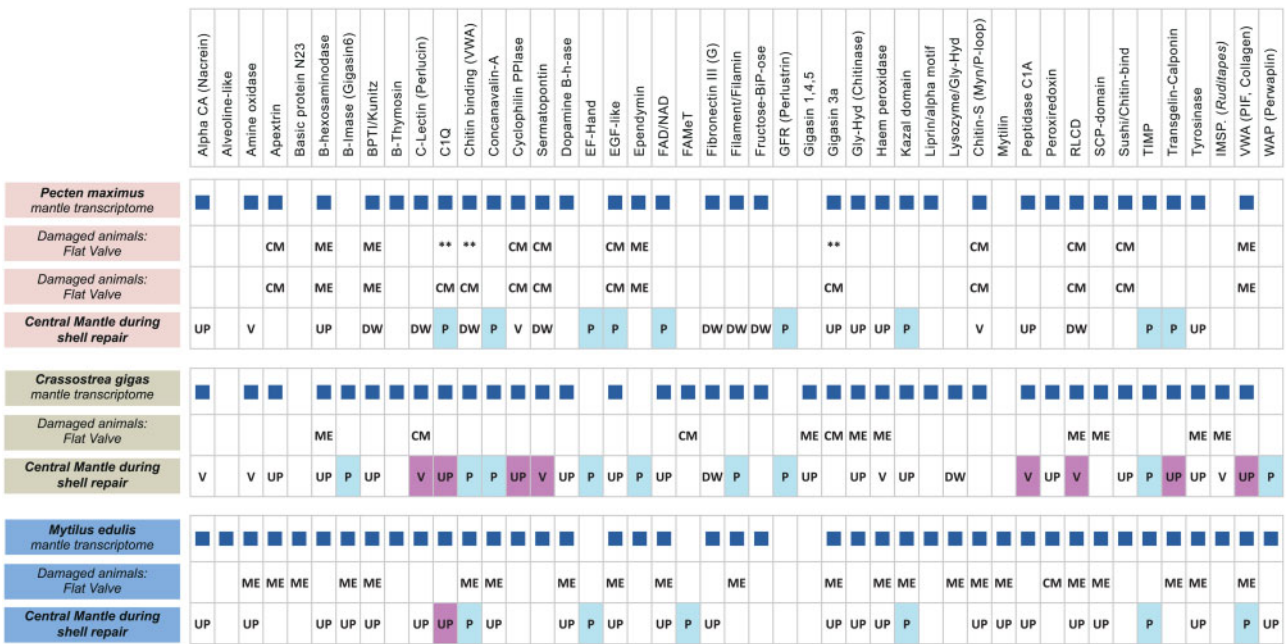 Alpha CA (Nacrein)
Alveoline-like
Amine oxidase
Apextrin
Basic protein N23
B-hexosaminodase
B-lmase (Gigasin6)
BPTI/Kunitz
B-Thymosin
C-Lectin (Perlucin)
C1Q
Chitin binding (VWA)
Concanavalin-A
Cyclophilin PPlase
Sermatopontin
Dopamine B-h-ase
EF-Hand
EGF-like
Ependymin
FAD/NAD
FAMeT
Fibronectin III (G)
Filament/Filamin
Fructose-BiP-ose
GFR (Perlustrin)
Gigasin 1,4,5
Gigasin 3a
Gly-Hyd (Chitinase)
Haem peroxidase
Kazal domain
Liprin/alpha motif
Lysozyme/Gly-Hyd
Chitin-S (Myn/P-loop)
Mytilin
Peptidase C1A
Peroxiredoxin
RLCD
SCP-domain
Sushi/Chitin-bind
TIMP
Transgelin-Calponin
Tyrosinase
IMSP. (Ruditapes)
VWA (PIF, Collagen)
WAP (Perwaplin)
Pecten maximus
mantle transcriptome
Damaged animals:
Flat Valve
CM ME ME ** ** CM CM CM ME ** CM CM CM ME
Damaged animals:
Flat Valve
CM ME ME CM CM CM CM CM ME CM CM CM CM ME
Central Mantle during
shell repair
UP V UP DW DW P DW P V DW P P P DW DW DW P UP UP UP P V UP DW P P UP
Crassostrea gigas
mantle transcriptome
Damaged animals:
Flat Valve
ME CM CM ME CM ME ME ME ME ME ME
Central Mantle during
shell repair
V V UP UP P UP V UP P P UP V UP P UP P UP DW P P UP UP V UP DW V UP V UP P UP UP V UP P
Mytilus edulis
mantle transcriptome
Damaged animals:
Flat Valve
ME ME ME ME ME ME ME ME ME ME ME ME ME ME ME ME CM ME ME ME ME ME
Central Mantle during
shell repair
UP UP UP UP UP UP P UP UP P UP UP P UP UP UP UP P UP UP UP UP UP P UP P UP